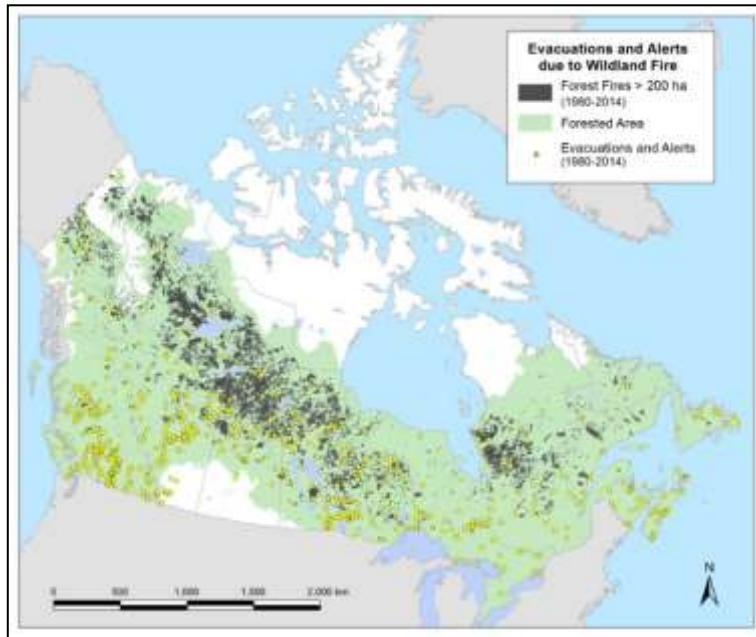 Evacuations and Alerts
due to Wildland Fire
Forest Fires > 200 ha
(1980-2014)
Forested Area
Evacuations and Alerts
(1980-2014)
N
0 500 1,000 1,500 2,000 km